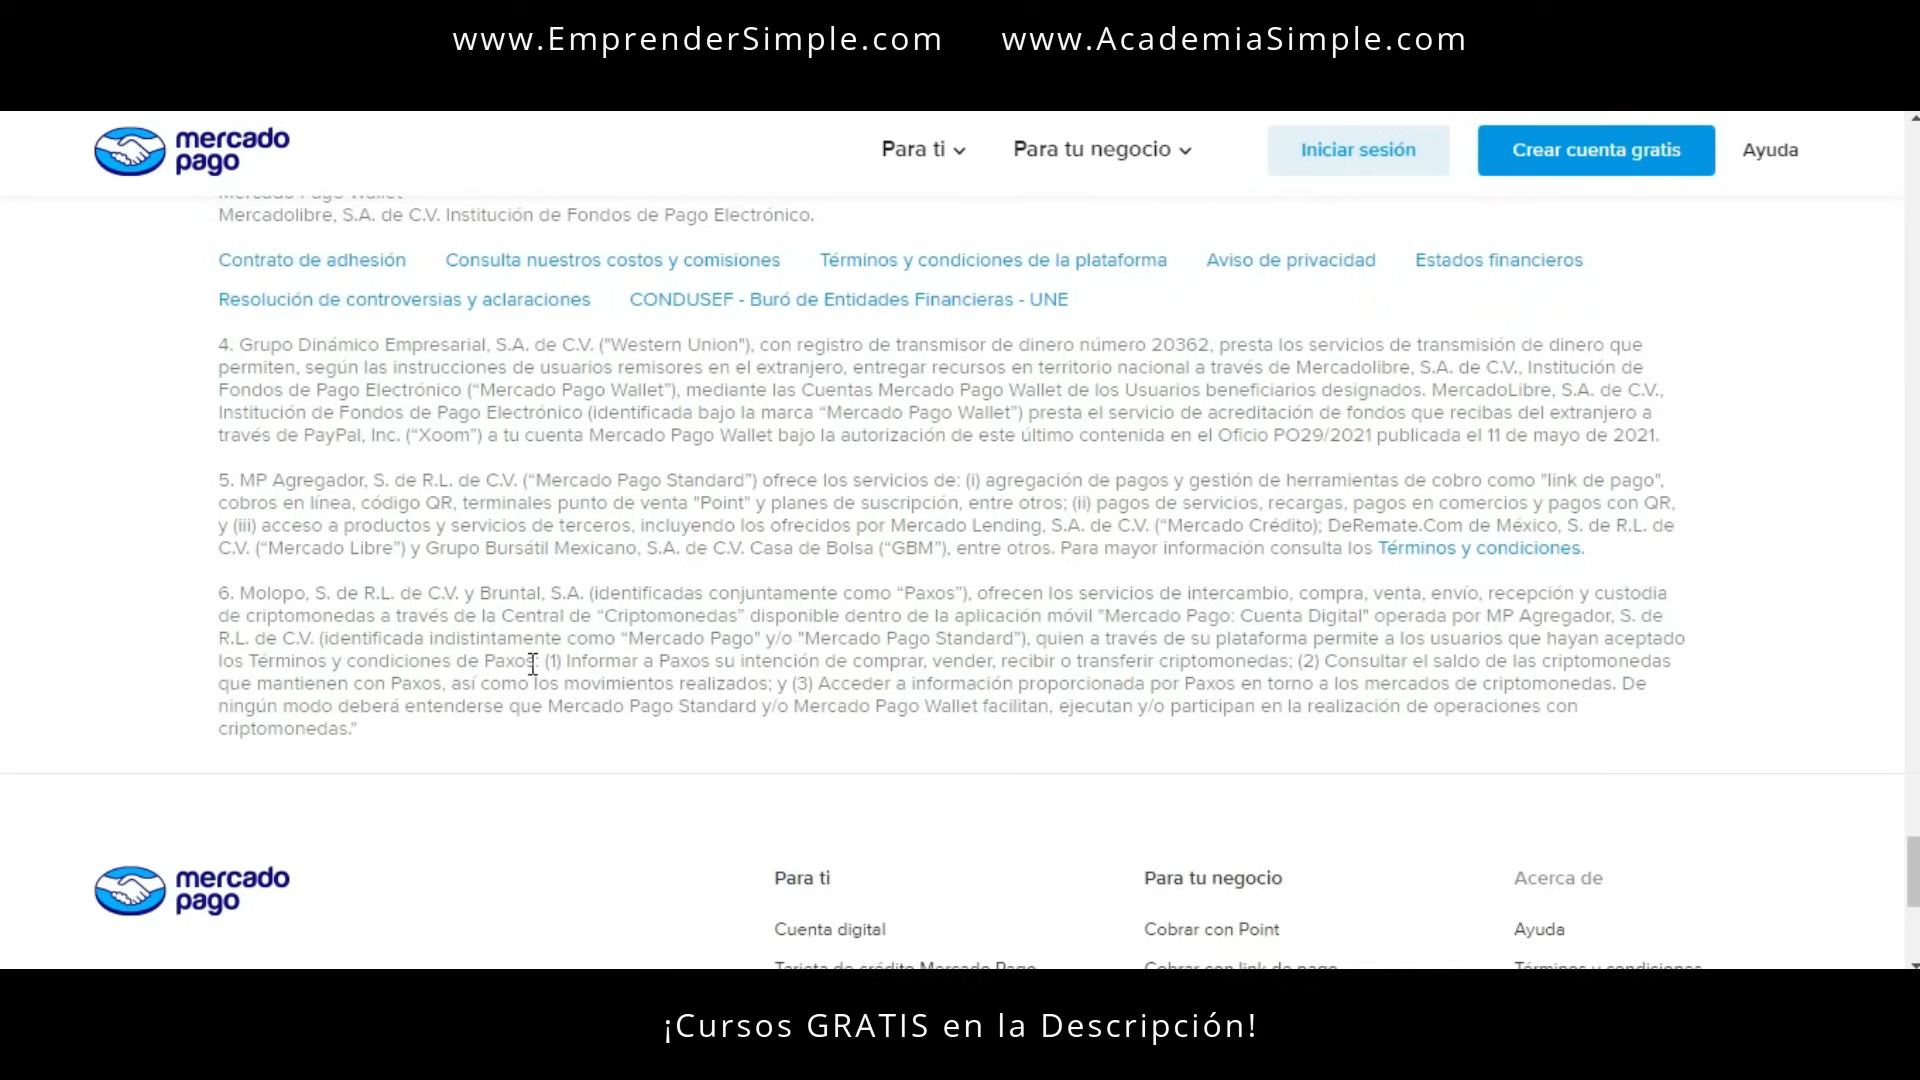 www.EmprenderSimple.com www.AcademiaSimple.com
mercado
pago
Para ti
Para tu negocio
Iniciar sesión
Crear cuenta gratis
Ayuda
Mercado Pago Wallet
Mercadolibre, S.A. de C.V. Institución de Fondos de Pago Electrónico.
Contrato de adhesión Consulta nuestros costos y comisiones Términos y condiciones de la plataforma Aviso de privacidad Estados financieros
Resolución de controversias y aclaraciones CONDUSEF - Buró de Entidades Financieras - UNE
4. Grupo Dinámico Empresarial, S.A. de C.V. ("Western Union"), con registro de transmisor de dinero número 20362, presta los servicios de transmisión de dinero que
permiten, según las instrucciones de usuarios remisores en el extranjero, entregar recursos en territorio nacional a través de Mercadolibre, S.A. de C.V., Institución de
Fondos de Pago Electrónico (“Mercado Pago Wallet”), mediante las Cuentas Mercado Pago Wallet de los Usuarios beneficiarios designados. MercadoLibre, S.A. de C.V.,
Institución de Fondos de Pago Electrónico (identificada bajo la marca “Mercado Pago Wallet”) presta el servicio de acreditación de fondos que recibas del extranjero a
través de PayPal, Inc. (“Xoom”) a tu cuenta Mercado Pago Wallet bajo la autorización de este último contenida en el Oficio PO29/2021 publicada el 11 de mayo de 2021.
5. MP Agregador, S. de R.L. de C.V. (“Mercado Pago Standard”) ofrece los servicios de: (i) agregación de pagos y gestión de herramientas de cobro como "link de pago",
cobros en línea, código QR, terminales punto de venta "Point" y planes de suscripción, entre otros; (ii) pagos de servicios, recargas, pagos en comercios y pagos con QR,
y (iii) acceso a productos y servicios de terceros, incluyendo los ofrecidos por Mercado Lending, S.A. de C.V. (“Mercado Crédito); DeRemate.Com de México, S. de R.L. de
C.V. (“Mercado Libre”) y Grupo Bursátil Mexicano, S.A. de C.V. Casa de Bolsa (“GBM”), entre otros. Para mayor información consulta los Términos y condiciones.
6. Molopo, S. de R.L. de C.V. y Bruntal, S.A. (identificadas conjuntamente como “Paxos”), ofrecen los servicios de intercambio, compra, venta, envío, recepción y custodia
de criptomonedas a través de la Central de “Criptomonedas” disponible dentro de la aplicación móvil "Mercado Pago: Cuenta Digital" operada por MP Agregador, S. de
R.L. de C.V. (identificada indistintamente como “Mercado Pago" y/o "Mercado Pago Standard”), quien a través de su plataforma permite a los usuarios que hayan aceptado
los Términos y condiciones de Paxos: (1) Informar a Paxos su intención de comprar, vender, recibir o transferir criptomonedas; (2) Consultar el saldo de las criptomonedas
que mantienen con Paxos, así como los movimientos realizados; y (3) Acceder a información proporcionada por Paxos en torno a los mercados de criptomonedas. De
ningún modo deberá entenderse que Mercado Pago Standard y/o Mercado Pago Wallet facilitan, ejecutan y/o participan en la realización de operaciones con
criptomonedas."
mercado
pago
Para ti Para tu negocio Acerca de
Cuenta digital Cobrar con Point Ayuda
Tarjeta de crédito Mercado Pago Cobrar con link de pago Términos y condiciones
¡Cursos GRATIS en la Descripción!